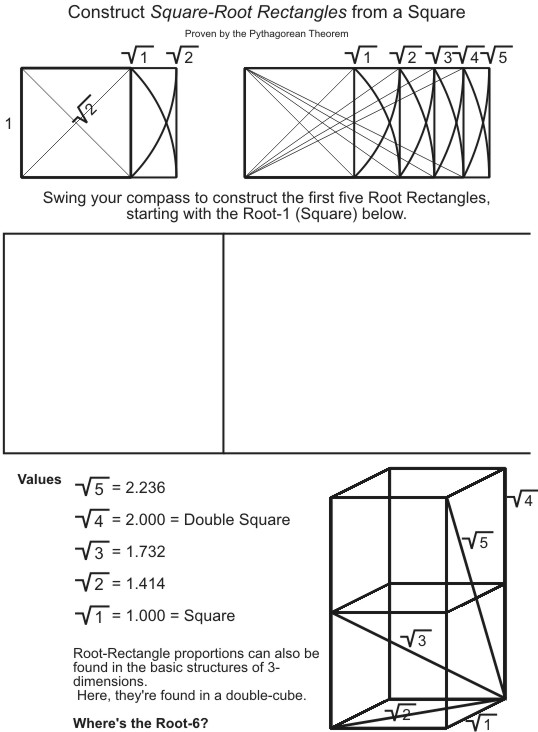 Construct Square-Root Rectangles from a Square
Proven by the Pythagorean Theorem
√1 √2
√1 √2 √3 √4 √5
1
√2
Swing your compass to construct the first five Root Rectangles,
starting with the Root-1 (Square) below.
Values
√5 = 2.236
√4 = 2.000 = Double Square
√3 = 1.732
√2 = 1.414
√1 = 1.000 = Square
Root-Rectangle proportions can also be
found in the basic structures of 3-
dimensions.
Here, they're found in a double-cube.
Where's the Root-6?
√4
√5
√3
√2
√1